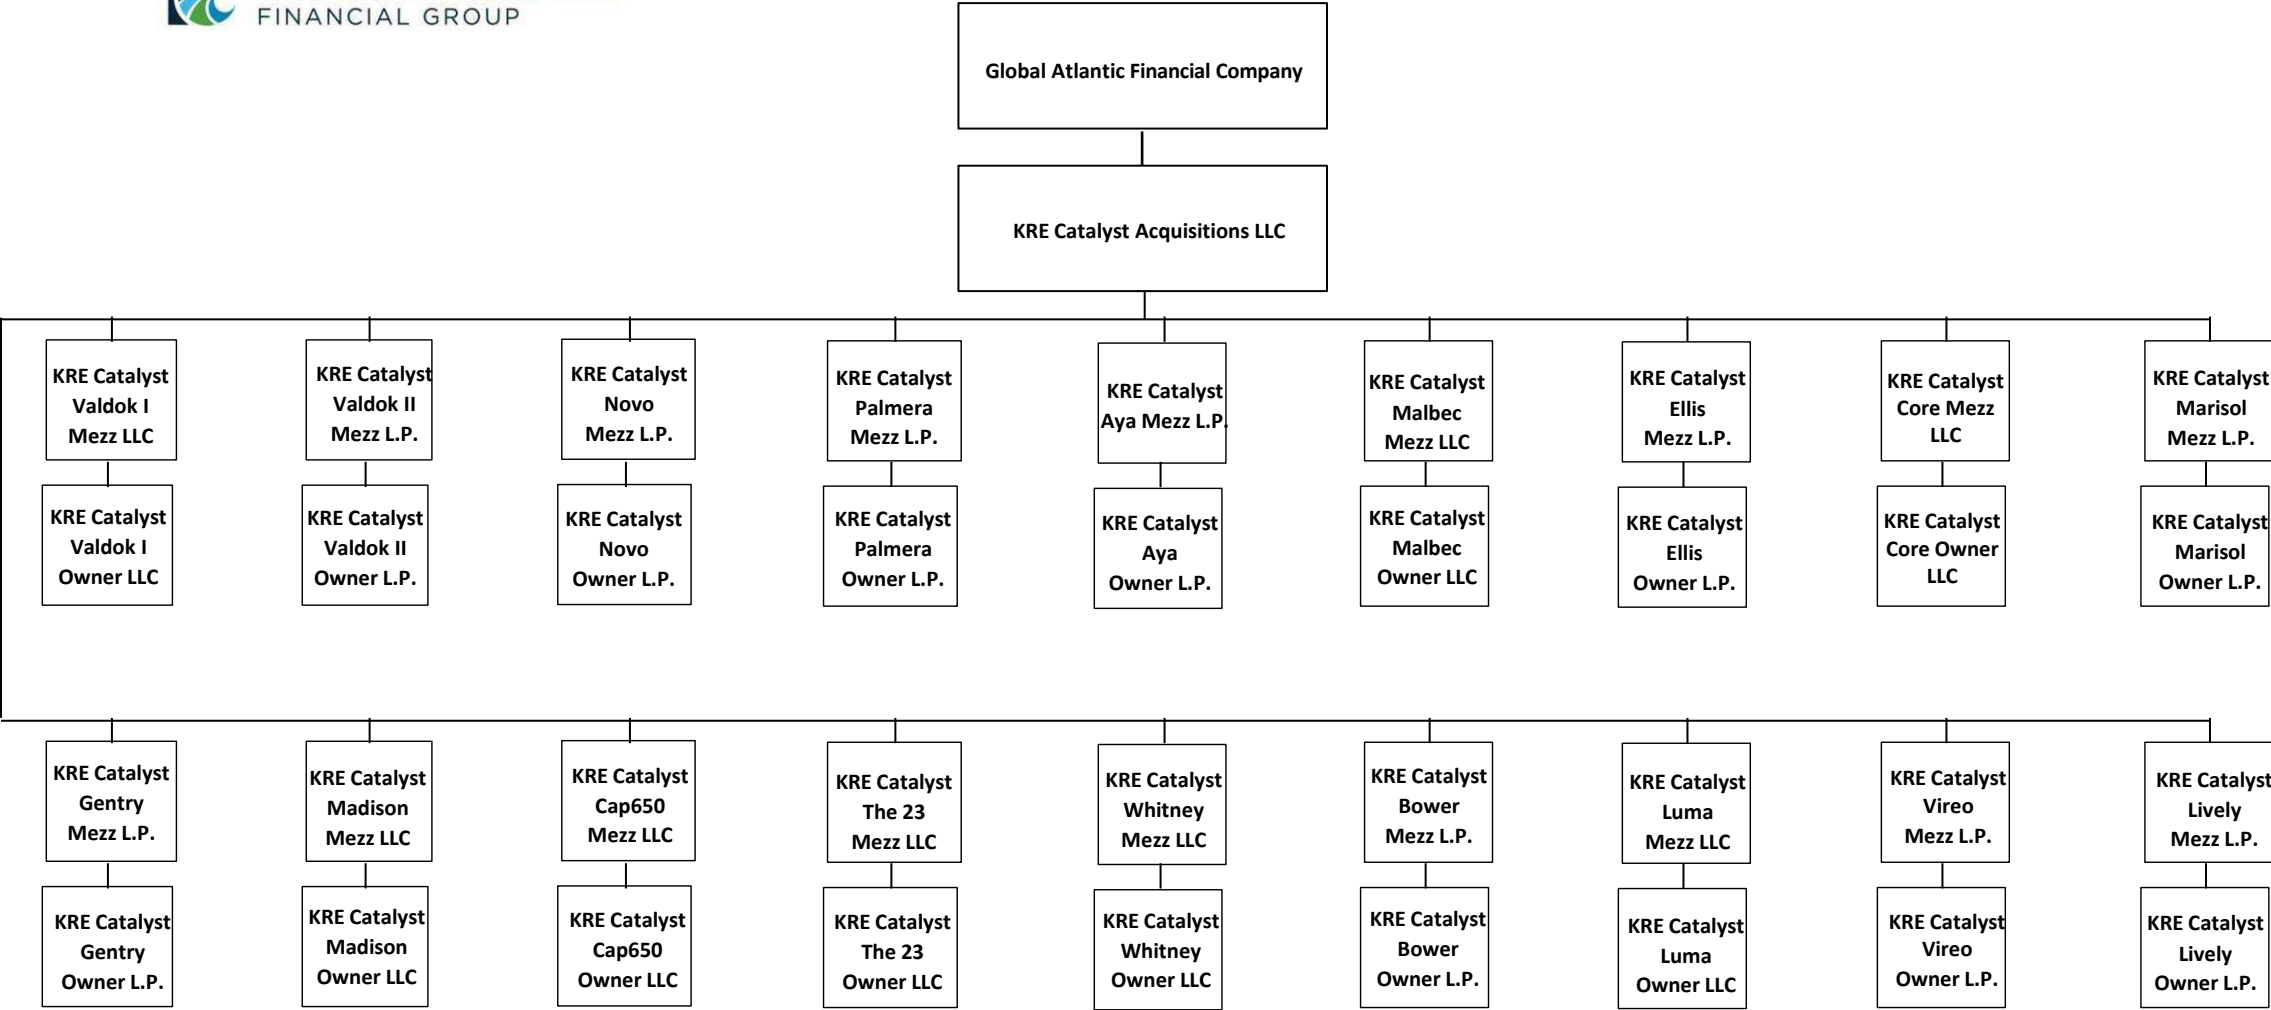 FINANCIAL GROUP
Global Atlantic Financial Company
KRE Catalyst Acquisitions LLC
KRE Catalyst
Valdok I
Mezz LLC
KRE Catalyst
Valdok II
Mezz L.P.
KRE Catalyst
Novo
Mezz L.P.
KRE Catalyst
Palmera
Mezz L.P.
KRE Catalyst
Aya Mezz L.P.
KRE Catalyst
Malbec
Mezz LLC
KRE Catalyst
Ellis
Mezz L.P.
KRE Catalyst
Core Mezz
LLC
KRE Catalyst
Marisol
Mezz L.P.
KRE Catalyst
Valdok I
Owner LLC
KRE Catalyst
Valdok II
Owner L.P.
KRE Catalyst
Novo
Owner L.P.
KRE Catalyst
Palmera
Owner L.P.
KRE Catalyst
Aya
Owner L.P.
KRE Catalyst
Malbec
Owner LLC
KRE Catalyst
Ellis
Owner L.P.
KRE Catalyst
Core Owner
LLC
KRE Catalyst
Marisol
Owner L.P.
KRE Catalyst
Gentry
Mezz L.P.
KRE Catalyst
Madison
Mezz LLC
KRE Catalyst
Cap650
Mezz LLC
KRE Catalyst
The 23
Mezz LLC
KRE Catalyst
Whitney
Mezz LLC
KRE Catalyst
Bower
Mezz L.P.
KRE Catalyst
Luma
Mezz LLC
KRE Catalyst
Vireo
Mezz L.P.
KRE Catalyst
Lively
Mezz L.P.
KRE Catalyst
Gentry
Owner L.P.
KRE Catalyst
Madison
Owner LLC
KRE Catalyst
Cap650
Owner LLC
KRE Catalyst
The 23
Owner LLC
KRE Catalyst
Whitney
Owner LLC
KRE Catalyst
Bower
Owner L.P.
KRE Catalyst
Luma
Owner LLC
KRE Catalyst
Vireo
Owner L.P.
KRE Catalyst
Lively
Owner L.P.